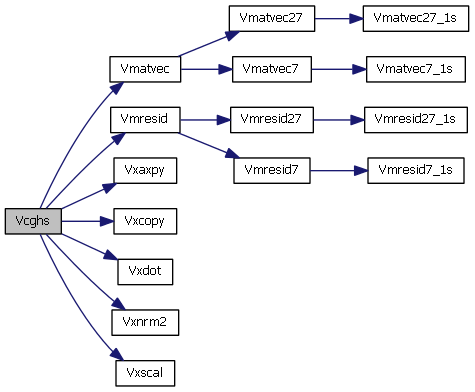 Vmatvec27 Vmatvec27_1s
Vmatvec Vmatvec7 Vmatvec7_1s
Vmresid Vmresid27 Vmresid27_1s
Vxaxpy Vmresid7 Vmresid7_1s
Vcghs Vxcopy
Vxdot
Vxnrm2
Vxscal